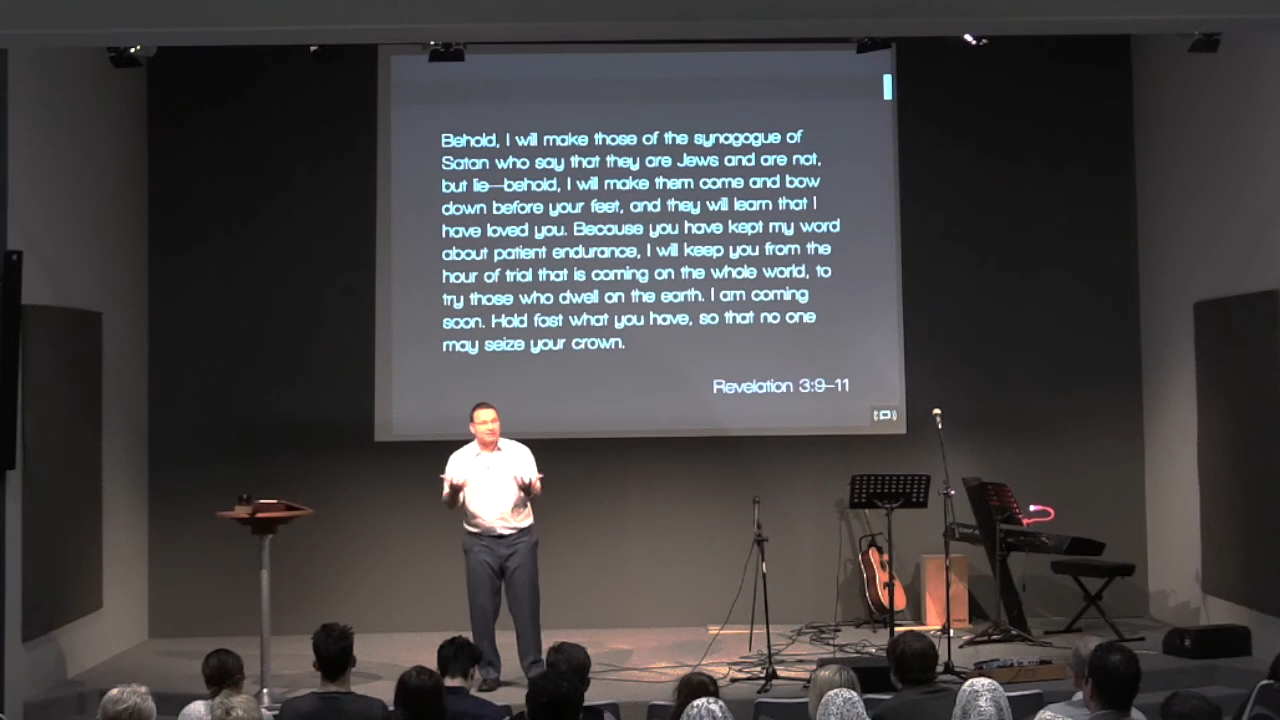 Behold, I will make those of the synagogue of
Satan who say that they are Jews and are not,
but lie—behold, I will make them come and bow
down before your feet, and they will learn that I
have loved you. Because you have kept my word
about patient endurance, I will keep you from the
hour of trial that is coming on the whole world, to
try those who dwell on the earth. I am coming
soon. Hold fast what you have, so that no one
may seize your crown.
Revelation 3:9–11